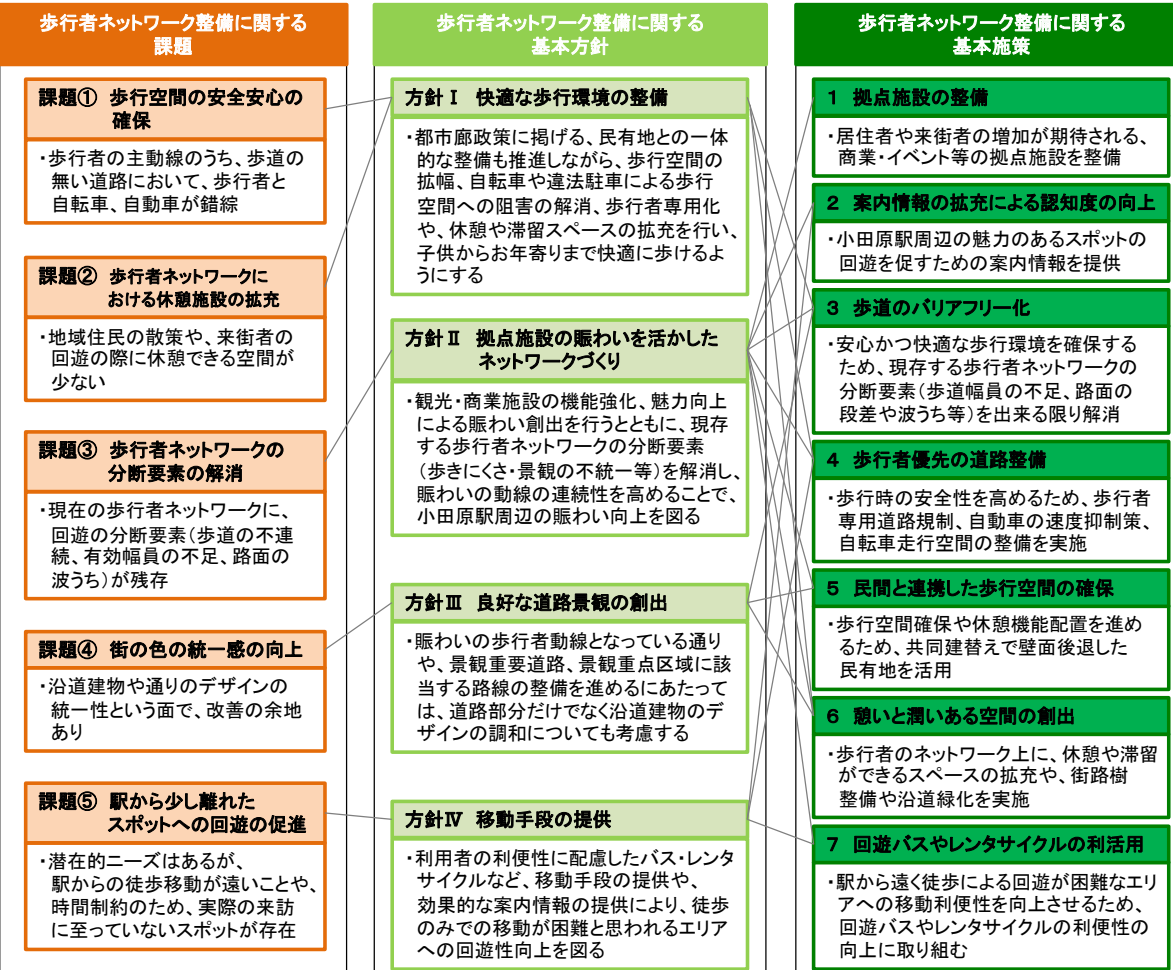 歩行者ネットワーク整備に関する
課題
課題① 歩行空間の安全安心の
確保
・歩行者の主動線のうち、歩道の
無い道路において、歩行者と
自転車、自動車が錯綜
課題② 歩行者ネットワークに
おける休憩施設の拡充
・地域住民の散策や、来街者の
回遊の際に休憩できる空間が
少ない
課題③ 歩行者ネットワークの
分断要素の解消
・現在の歩行者ネットワークに、
回遊の分断要素(歩道の不連
続、有効幅員の不足、路面の
波うち)が残存
課題④ 街の色の統一感の向上
・沿道建物や通りのデザインの
統一性という面で、改善の余地
あり
課題⑤ 駅から少し離れた
スポットへの回遊の促進
・潜在的ニーズはあるが、
駅からの徒歩移動が遠いことや、
時間制約のため、実際の来訪
に至っていないスポットが存在
歩行者ネットワーク整備に関する
基本方針
方針Ⅰ 快適な歩行環境の整備
・都市廊政策に掲げる、民有地との一体
的な整備も推進しながら、歩行空間の
拡幅、自転車や違法駐車による歩行
空間への阻害の解消、歩行者専用化
や、休憩や滞留スペースの拡充を行い、
子供からお年寄りまで快適に歩けるよ
うにする
方針Ⅱ 拠点施設の賑わいを活かした
ネットワークづくり
・観光・商業施設の機能強化、魅力向上
による賑わい創出を行うとともに、現存
する歩行者ネットワークの分断要素
(歩きにくさ・景観の不統一等)を解消し、
賑わいの動線の連続性を高めることで、
小田原駅周辺の賑わい向上を図る
方針Ⅲ 良好な道路景観の創出
・賑わいの歩行者動線となっている通り
や、景観重要道路、景観重点区域に該
当する路線の整備を進めるにあたって
は、道路部分だけでなく沿道建物のデ
ザインの調和についても考慮する
方針Ⅳ 移動手段の提供
・利用者の利便性に配慮したバス・レンタ
サイクルなど、移動手段の提供や、
効果的な案内情報の提供により、徒歩
のみでの移動が困難と思われるエリア
への回遊性向上を図る
歩行者ネットワーク整備に関する
基本施策
1 拠点施設の整備
・居住者や来街者の増加が期待される、
商業・イベント等の拠点施設を整備
2 案内情報の拡充による認知度の向上
・小田原駅周辺の魅力のあるスポットの
回遊を促すための案内情報を提供
3 歩道のバリアフリー化
・安心かつ快適な歩行環境を確保する
ため、現存する歩行者ネットワークの
分断要素(歩道幅員の不足、路面の
段差や波うち等)を出来る限り解消
4 歩行者優先の道路整備
・歩行時の安全性を高めるため、歩行者
専用道路規制、自動車の速度抑制策、
自転車走行空間の整備を実施
5 民間と連携した歩行空間の確保
・歩行空間確保や休憩機能配置を進め
るため、共同建替えで壁面後退した
民有地を活用
6 憩いと潤いある空間の創出
・歩行者のネットワーク上に、休憩や滞留
ができるスペースの拡充や、街路樹
整備や沿道緑化を実施
7 回遊バスやレンタサイクルの利活用
・駅から遠く徒歩による回遊が困難なエリ
アへの移動利便性を向上させるため、
回遊バスやレンタサイクルの利便性の
向上に取り組む